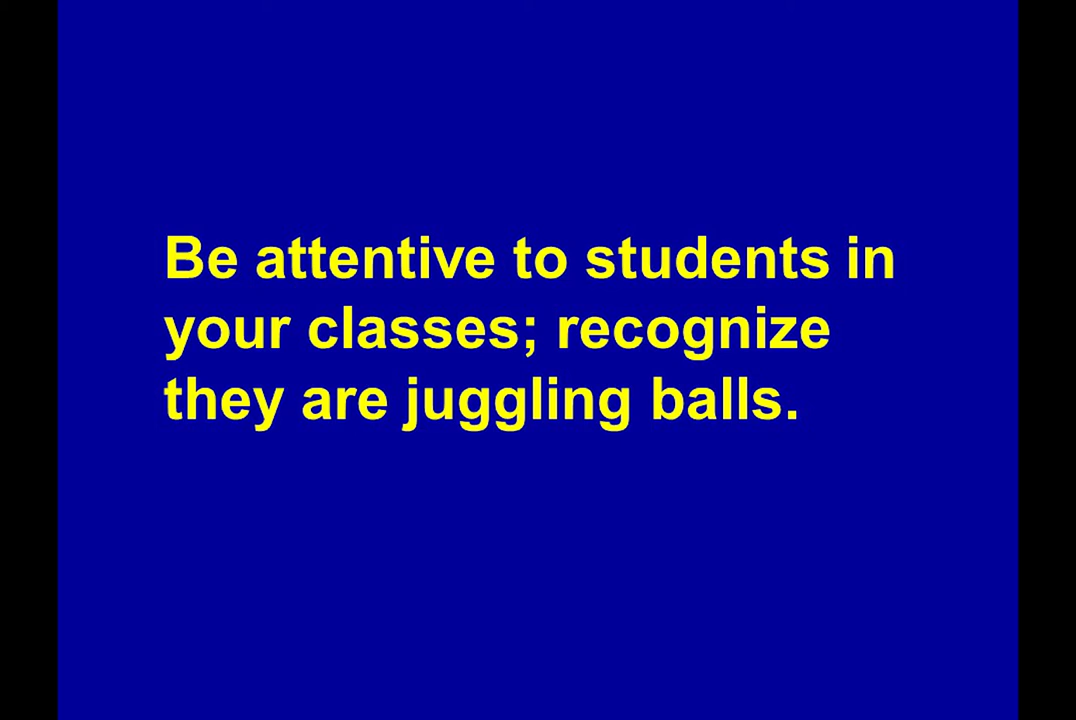 Be attentive to students in
your classes; recognize
they are juggling balls.